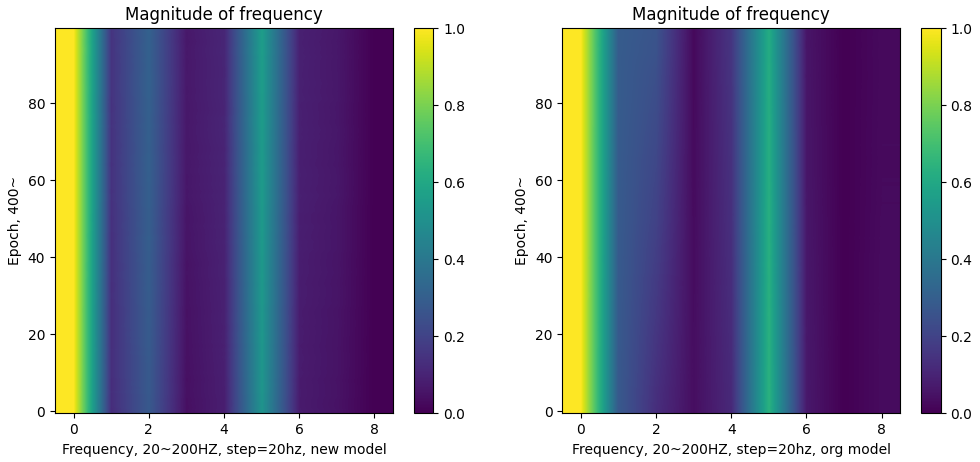 Magnitude of frequency
1.0
0.8
0.6
0.4
0.2
0.0
80
60
40
20
0
Epoch, 400~
0 2 4 6 8
Frequency, 20~200HZ, step=20hz, new model
Magnitude of frequency
1.0
0.8
0.6
0.4
0.2
0.0
80
60
40
20
0
Epoch, 400~
0 2 4 6 8
Frequency, 20~200HZ, step=20hz, org model